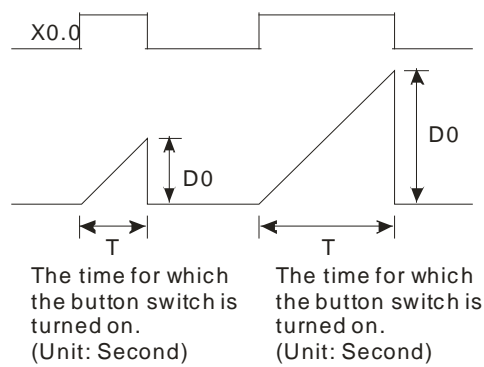 X0.0
D0
D0
T
T
The time for which
the button switch is
turned on.
(Unit: Second)
The time for which
the button switch is
turned on.
(Unit: Second)